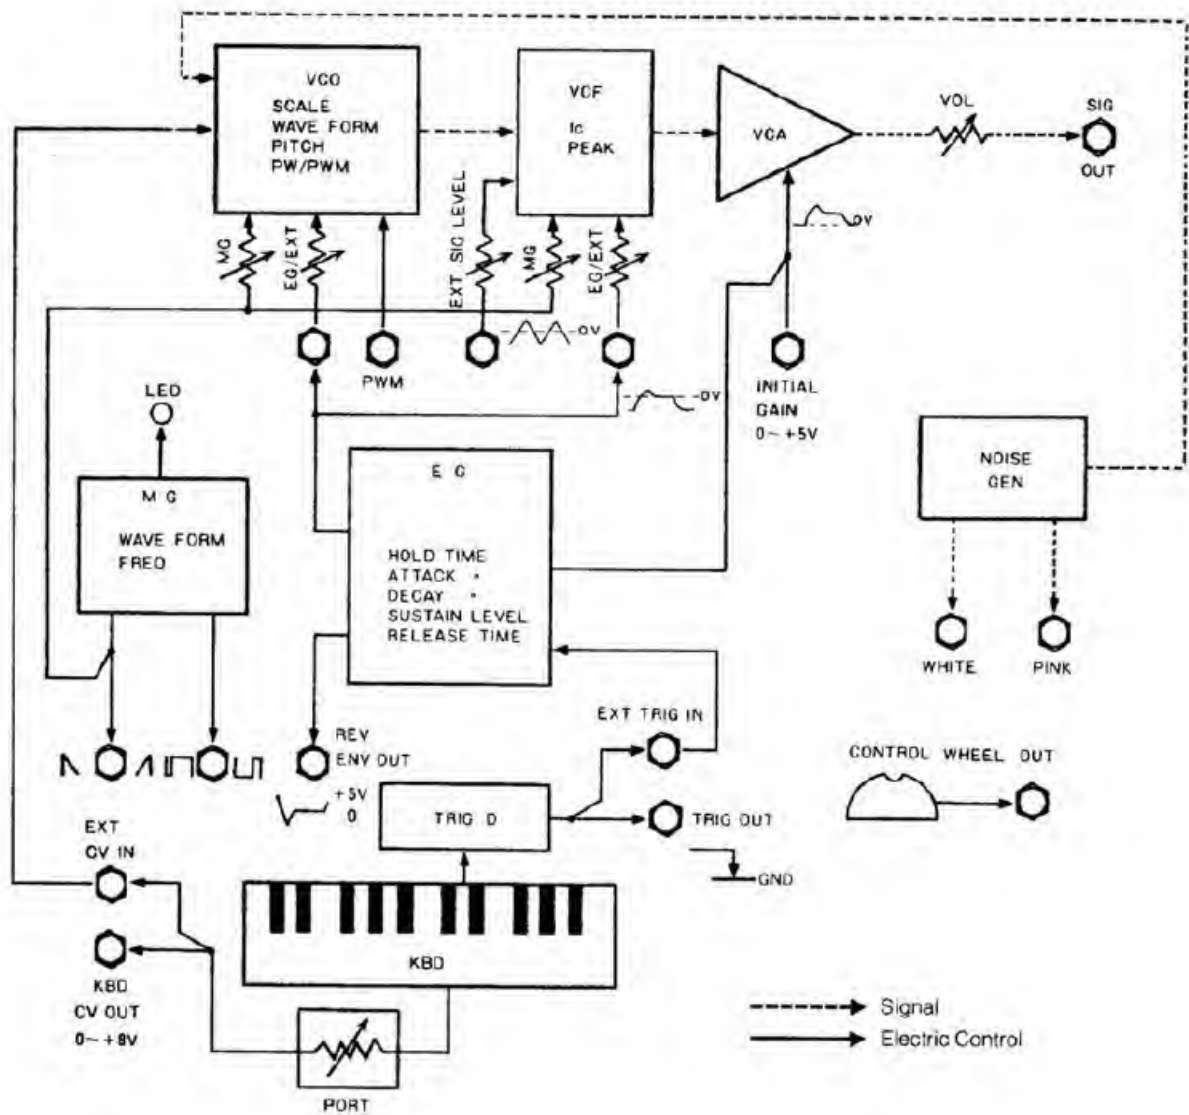 VCO
SCALE
WAVE FORM
PITCH
PW/PWM
VCF
fc
PEAK
VCA
VOL
SIG
OUT
MG
EG/EXT
EXT SIG LEVEL
MG
EG/EXT
0V
0V
0V
PWM
INITIAL
GAIN
0~+5V
LED
MG
WAVE FORM
FREQ
EG
HOLD TIME
ATTACK "
DECAY "
SUSTAIN LEVEL
RELEASE TIME
NOISE
GEN
WHITE
PINK
REV
ENV OUT
+5V
0
EXT TRIG IN
TRIG D
TRIG OUT
GND
CONTROL WHEEL OUT
EXT
CV IN
KBD
CV OUT
0~+8V
KBD
PORT
Signal
Electric Control